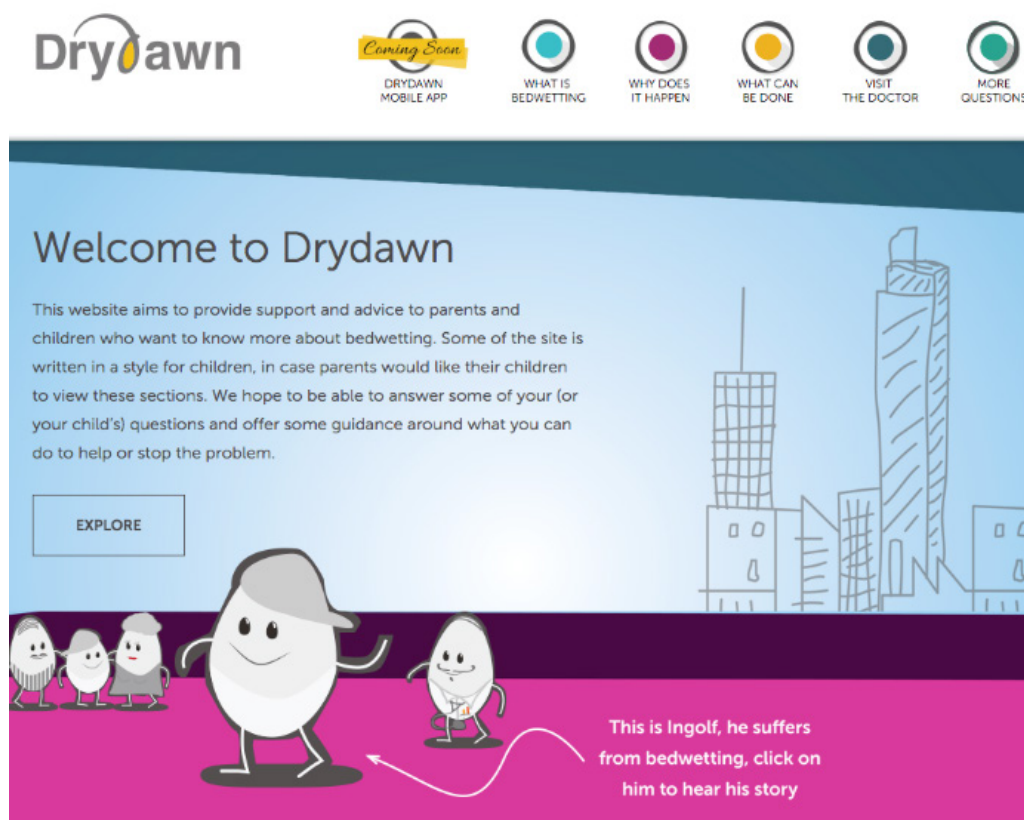 Drydawn
Coming Soon
DRYDAWN
MOBILE APP
WHAT IS
BEDWETTING
WHY DOES
IT HAPPEN
WHAT CAN
BE DONE
VISIT
THE DOCTOR
MORE
QUESTIONS
Welcome to Drydawn
This website aims to provide support and advice to parents and
children who want to know more about bedwetting. Some of the site is
written in a style for children, in case parents would like their children
to view these sections. We hope to be able to answer some of your (or
your child's) questions and offer some guidance around what you can
do to help or stop the problem.
EXPLORE
This is Ingolf, he suffers
from bedwetting, click on
him to hear his story